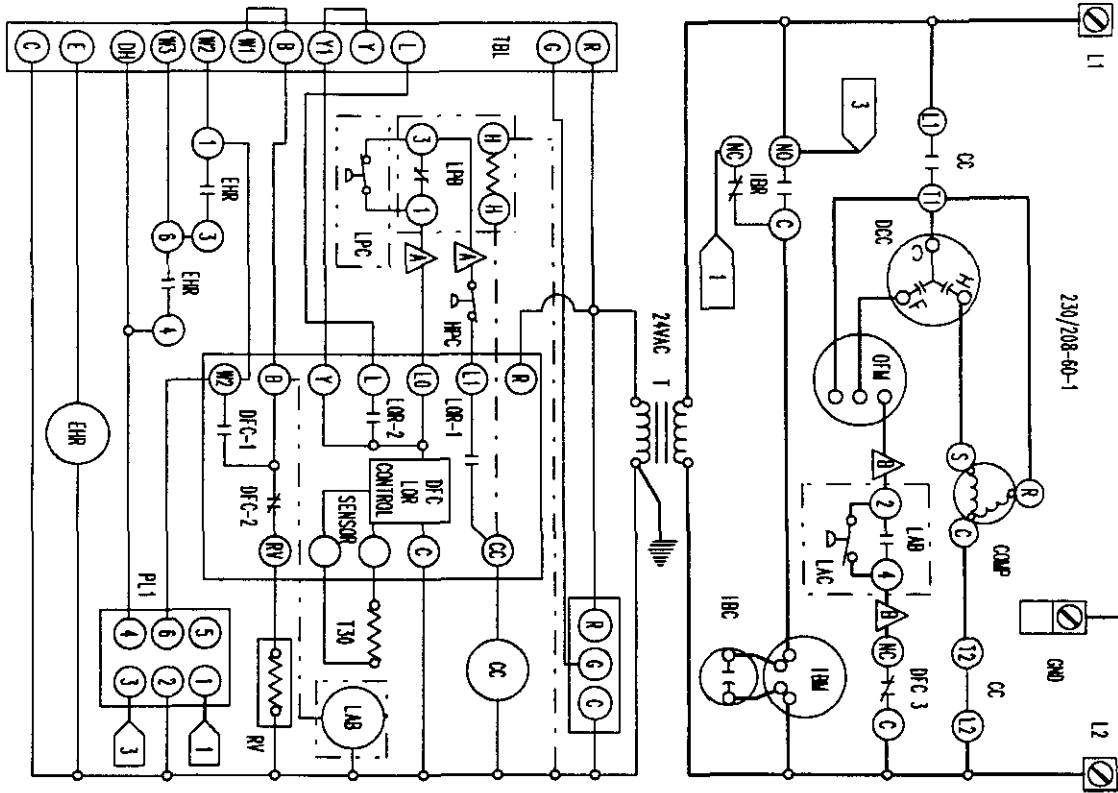 L1
L2
230/208-60-1
GND
R
COMP
L1
CC
T1
S
C
T2
CC
L2
DCC
C
H
F
OFM
B
2
LAB
4
LAC
B
NC
DFC 3
C
3
NO
IBR
C
NC
1
IBM
IBC
24VAC T
R
R
R
G
C
G
H
H
TBL
LPB
3
1
LPC
A
A
HPC
L1
LOR-1
CC
CC
LO
DFC
LOR
CONTROL
C
L
L
LOR-2
SENSOR
T30
LAB
Y
Y1
Y
B
B
DFC-2
RV
RV
W1
W2
1
EHR
3
W2
DFC-1
W3
6
EHR
4
PL1
5
1
1
6
2
4
3
3
DH
E
EHR
C